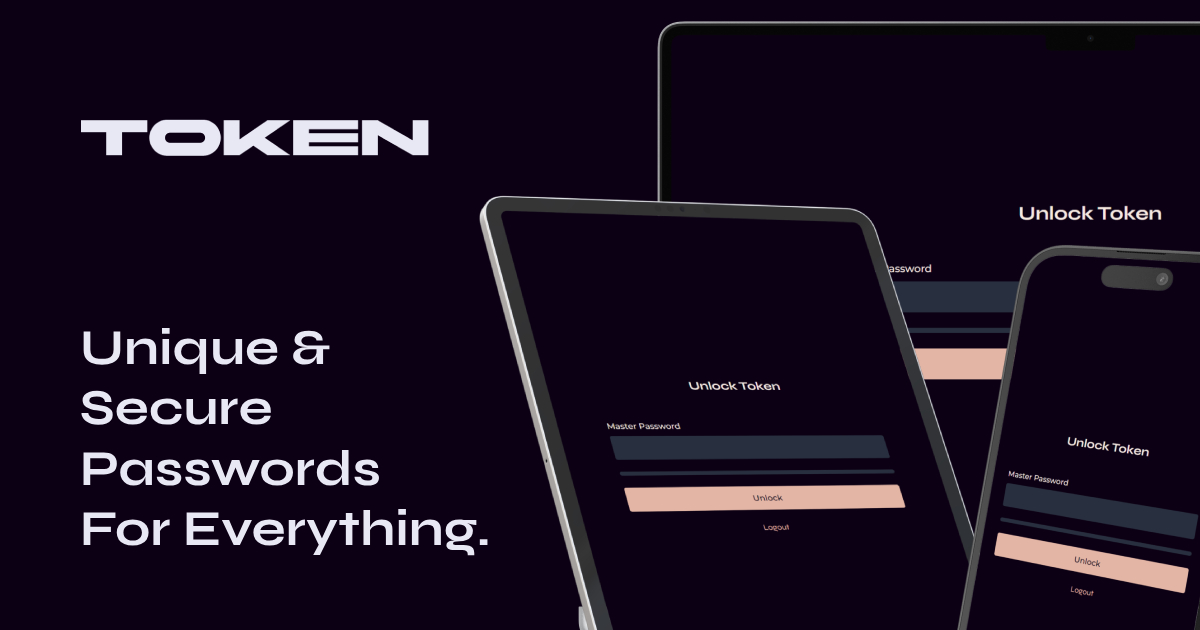 TOKEN
Unique &
Secure
Passwords
For Everything.
Unlock Token
Master Password
Unlock
Logout
Unlock Token
assword
Unlock Token
Master Password
Unlock
Logout